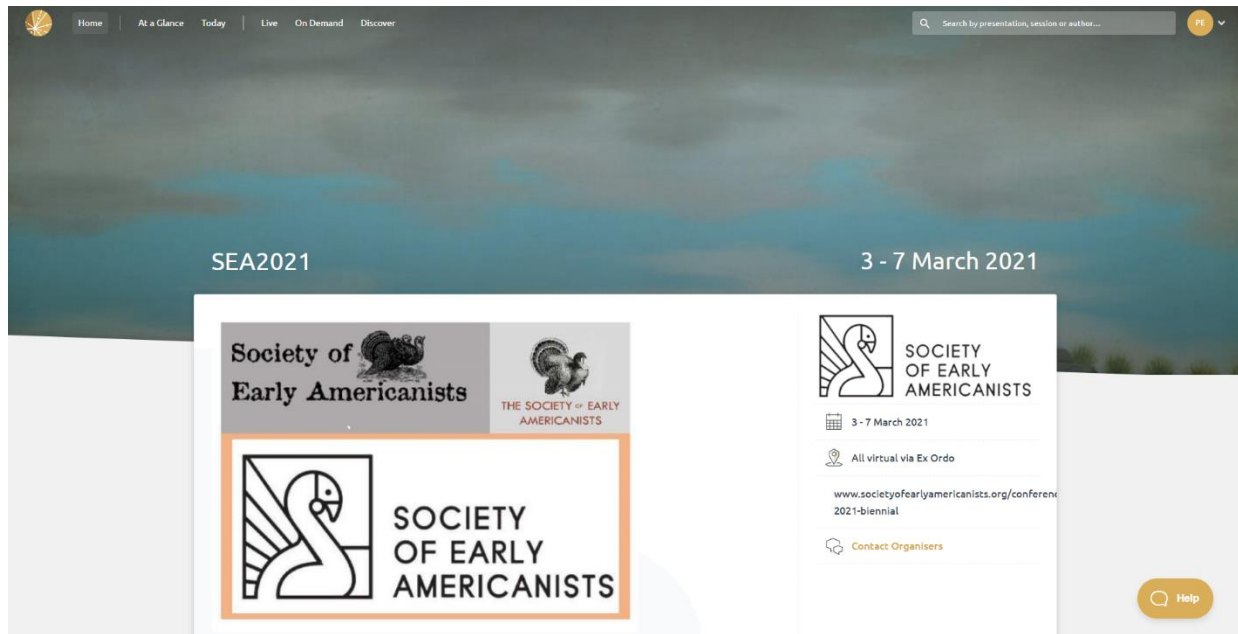 Home
At a Glance
Today
Live
On Demand
Discover
Search by presentation, session or author...
PE
SEA2021
3 - 7 March 2021
Society of
Early Americanists
THE SOCIETY OF EARLY
AMERICANISTS
SOCIETY
OF EARLY
AMERICANISTS
SOCIETY
OF EARLY
AMERICANISTS
3 - 7 March 2021
All virtual via Ex Ordo
www.societyofearlyamericanists.org/conferenc
2021-biennial
Contact Organisers
Help